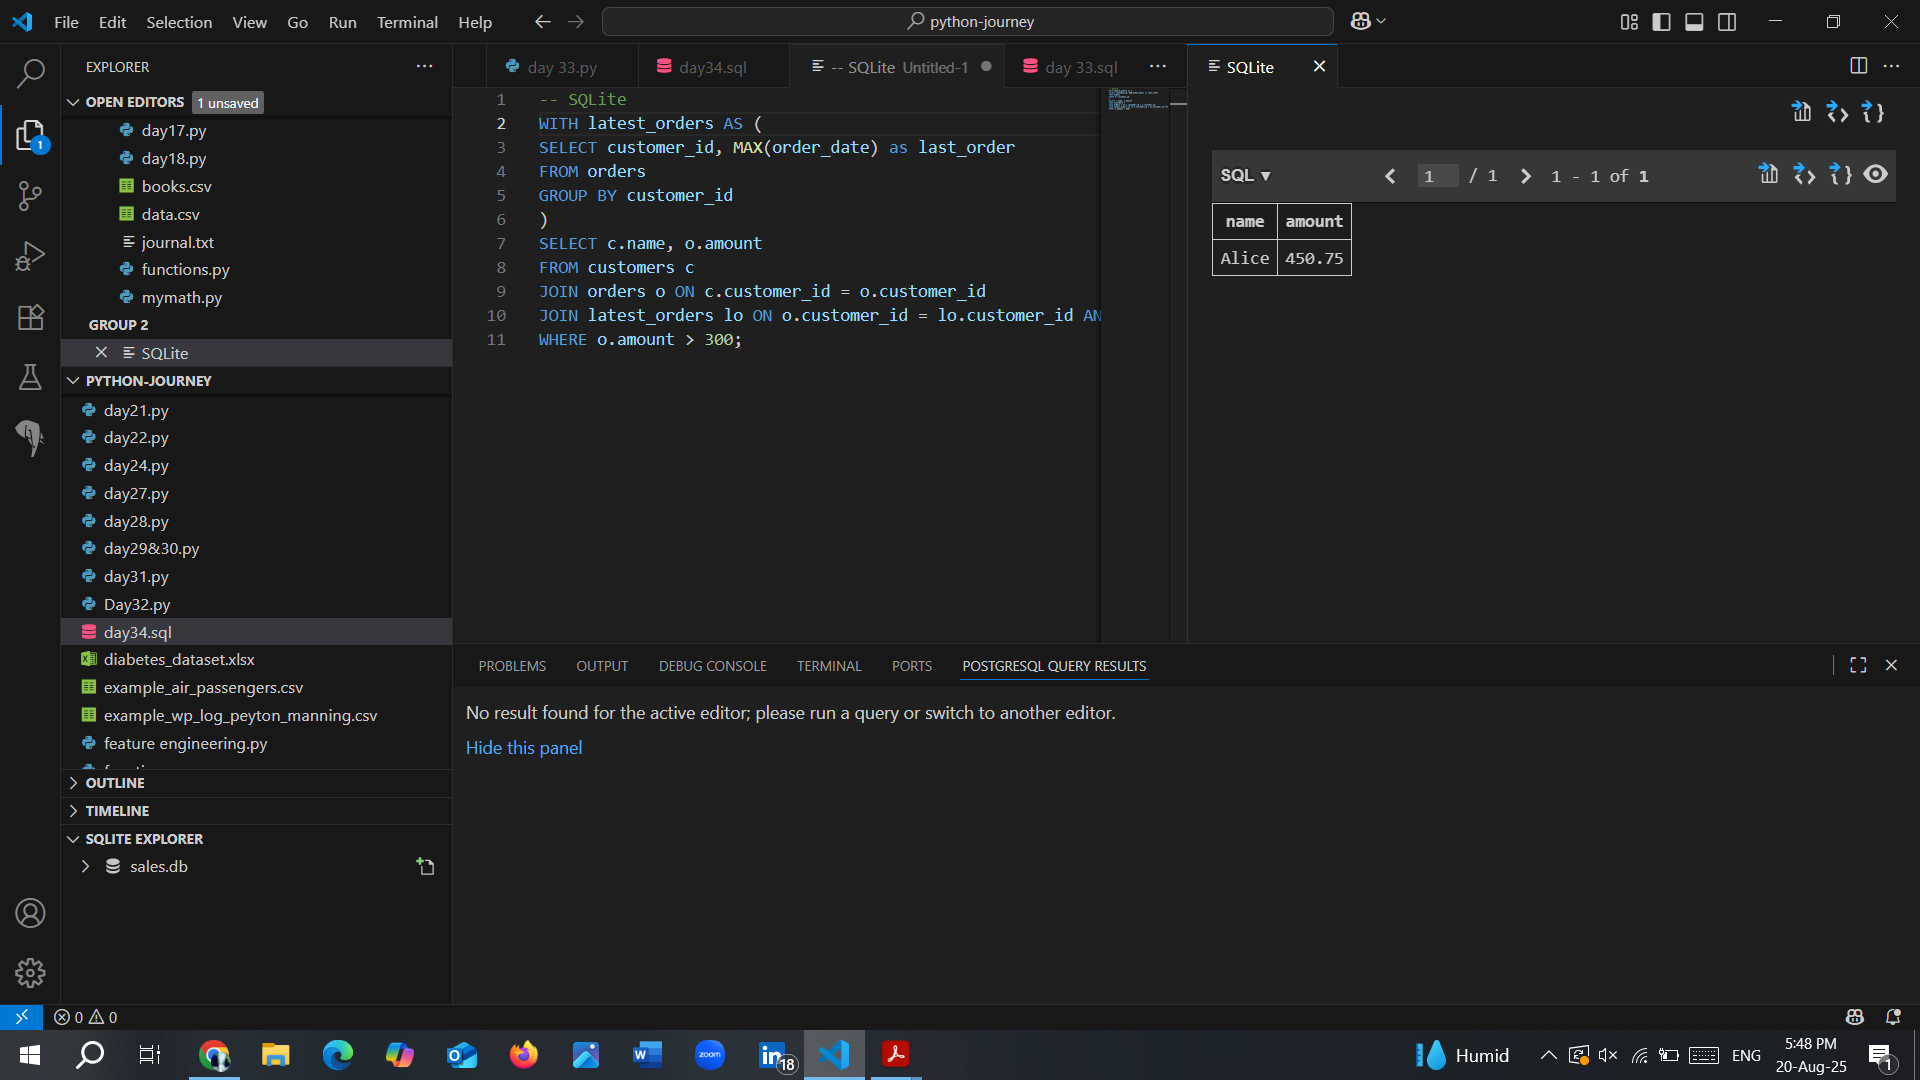 File Edit Selection View Go Run Terminal Help
python-journey
EXPLORER
OPEN EDITORS 1 unsaved
day17.py
day18.py
books.csv
data.csv
journal.txt
functions.py
mymath.py
GROUP 2
SQLite
PYTHON-JOURNEY
day21.py
day22.py
day24.py
day27.py
day28.py
day29&30.py
day31.py
Day32.py
day34.sql
diabetes_dataset.xlsx
example_air_passengers.csv
example_wp_log_peyton_manning.csv
feature engineering.py
OUTLINE
TIMELINE
SQLITE EXPLORER
sales.db
1
day 33.py
day34.sql
-- SQLite Untitled-1
day 33.sql
1 -- SQLite
2 WITH latest_orders AS (
3 SELECT customer_id, MAX(order_date) as last_order
4 FROM orders
5 GROUP BY customer_id
6 )
7 SELECT c.name, o.amount
8 FROM customers c
9 JOIN orders o ON c.customer_id = o.customer_id
10 JOIN latest_orders lo ON o.customer_id = lo.customer_id AN
11 WHERE o.amount > 300;
SQLite
SQL 1 / 1 1 - 1 of 1
name amount
Alice 450.75
PROBLEMS OUTPUT DEBUG CONSOLE TERMINAL PORTS POSTGRESQL QUERY RESULTS
No result found for the active editor; please run a query or switch to another editor.
Hide this panel
0 0
zoom
18
Humid
ENG
5:48 PM
20-Aug-25
1